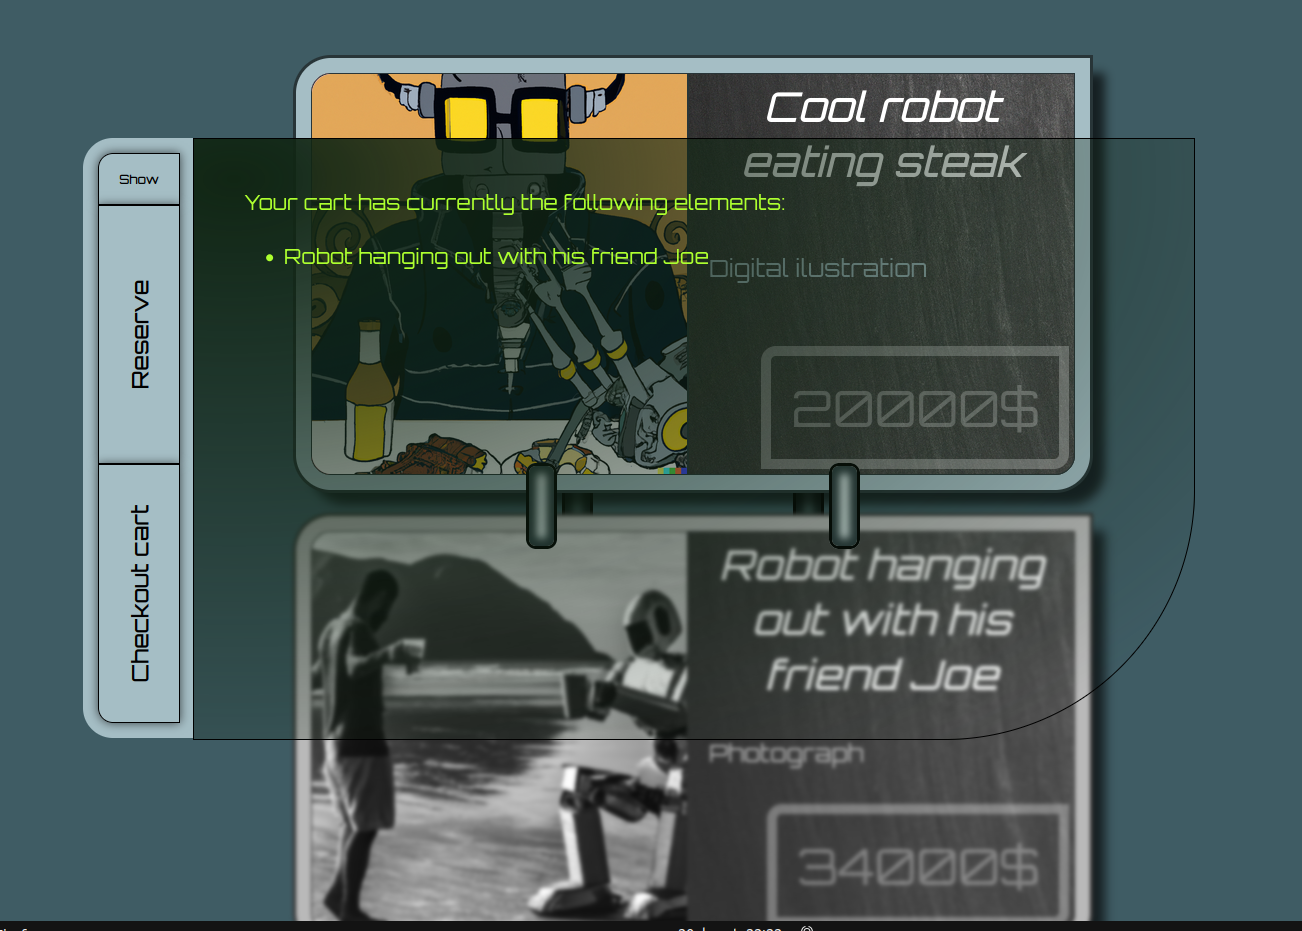 Cool robot
eating steak
Show
Your cart has currently the following elements:
Robot hanging out with his friend Joe
Digital ilustration
Reserve
20000$
Checkout cart
Robot hanging
out with his
friend Joe
Photograph
34000$